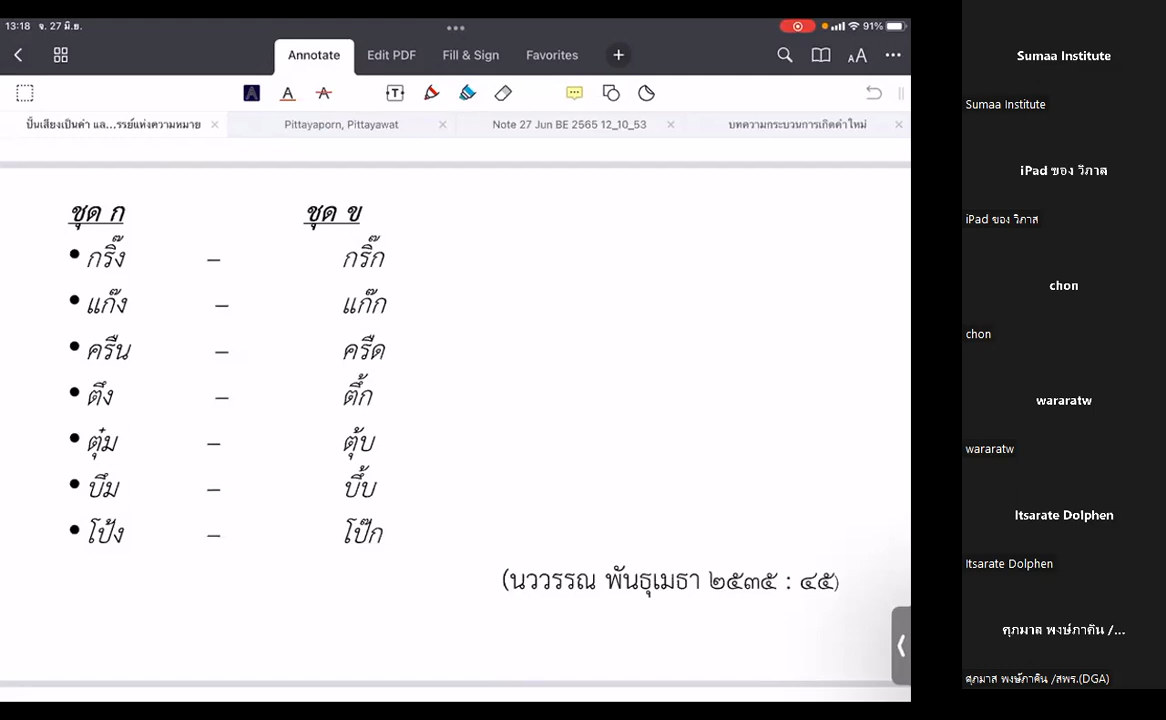 13:18 จ. 27 มิ.ย.
91%
Annotate Edit PDF Fill & Sign Favorites
AA
ปั้นเสียงเป็นคำ แล...รรย์แห่งความหมาย
Pittayaporn, Pittayawat
Note 27 Jun BE 2565 12_10_53
บทความกระบวนการเกิดคำใหม่
ชุด ก ชุด ข
• กริ๊ง – กริ๊ก
• แก๊ง – แก๊ก
• ครืน – ครืด
• ตึง – ตึ้ก
• ตุ๋ม – ตุ้บ
• บึม – บึ้บ
• โป้ง – โป๊ก
(นววรรณ พันธุเมธา ๒๕๓๕ : ๔๕)
Sumaa Institute
Sumaa Institute
iPad ของ วิภาส
iPad ของ วิภาส
chon
chon
wararatw
wararatw
Itsarate Dolphen
Itsarate Dolphen
ศุภมาส พงษ์ภาคิน /...
ศุภมาส พงษ์ภาคิน /สพร.(DGA)